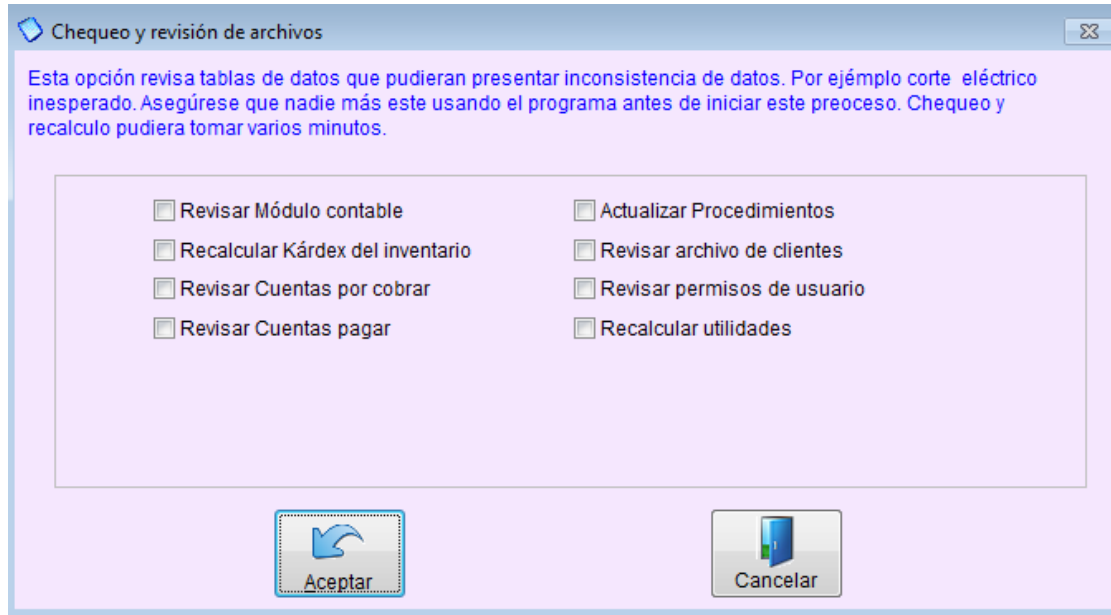 Chequeo y revisión de archivos
Esta opción revisa tablas de datos que pudieran presentar inconsistencia de datos. Por ejémplo corte eléctrico
inesperado. Asegúrese que nadie más este usando el programa antes de iniciar este preoceso. Chequeo y
recalculo pudiera tomar varios minutos.
Revisar Módulo contable
Recalcular Kárdex del inventario
Revisar Cuentas por cobrar
Revisar Cuentas pagar
Actualizar Procedimientos
Revisar archivo de clientes
Revisar permisos de usuario
Recalcular utilidades
Aceptar
Cancelar